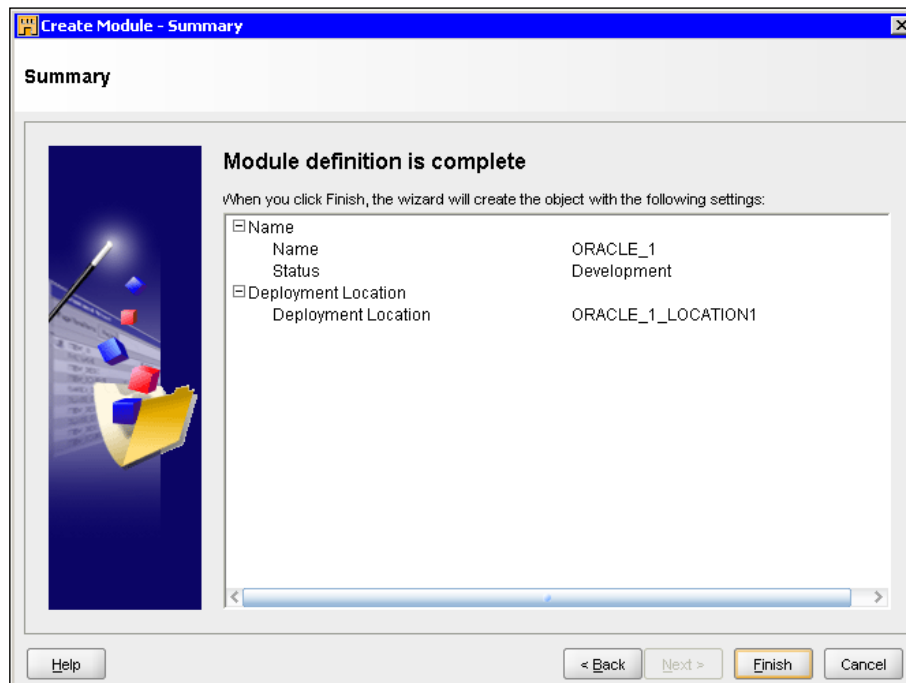 Create Module - Summary
Summary
Module definition is complete
When you click Finish, the wizard will create the object with the following settings:
Name
Name ORACLE_1
Status Development
Deployment Location
Deployment Location ORACLE_1_LOCATION1
Help < Back Next > Finish Cancel